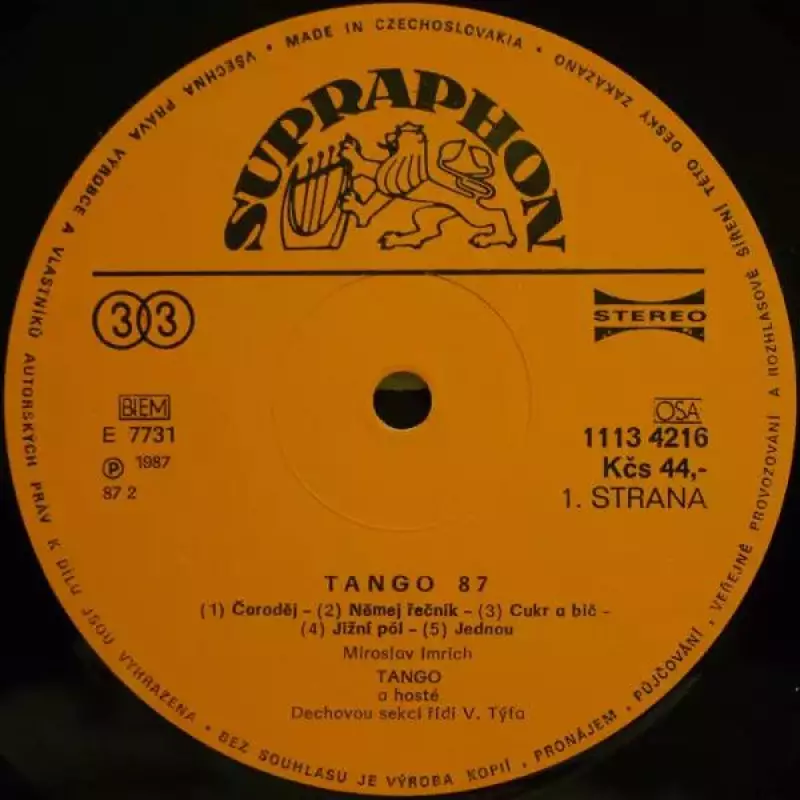 VŠECHNA PRÁVA VÝROBCE A VLASTNÍKŮ AUTORSKÝCH PRÁV K DÍLU JSOU VYHRAZENA • BEZ SOUHLASU JE VÝROBA KOPIÍ, PRONÁJEM, PŮJČOVÁNÍ, VEŘEJNÉ PROVOZOVÁNÍ A ROZHLASOVÉ ŠÍŘENÍ TÉTO DESKY ZAKÁZÁNO • MADE IN CZECHOSLOVAKIA •
SUPRAPHON
33
STEREO
BIEM
OSA
E 7731
1113 4216
Ⓟ 1987
Kčs 44,-
87 2
1. STRANA
TANGO 87
(1) Čoroděj – (2) Němej řečník – (3) Cukr a bič –
(4) Jižní pól – (5) Jednou
Miroslav Imrich
TANGO
a hosté
Dechovou sekci řídí V. Týfa